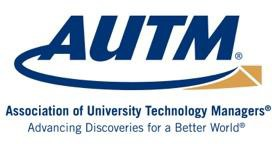 AUTM®
Association of University Technology Managers®
Advancing Discoveries for a Better World®